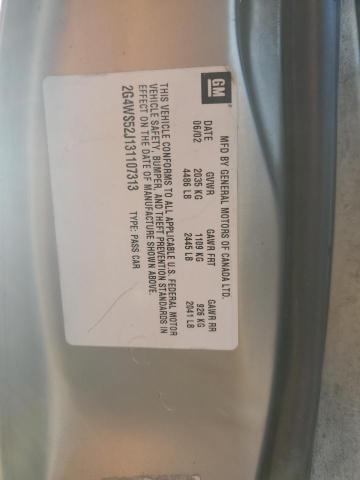 GM
MFD BY GENERAL MOTORS OF CANADA LTD.
DATE GVWR GAWR FRT GAWR RR
06/02 2035 KG 1109 KG 926 KG
4486 LB 2445 LB 2041 LB
THIS VEHICLE CONFORMS TO ALL APPLICABLE U.S. FEDERAL MOTOR
VEHICLE SAFETY, BUMPER, AND THEFT PREVENTION STANDARDS IN
EFFECT ON THE DATE OF MANUFACTURE SHOWN ABOVE.
2G4WS52J131107313 TYPE: PASS CAR